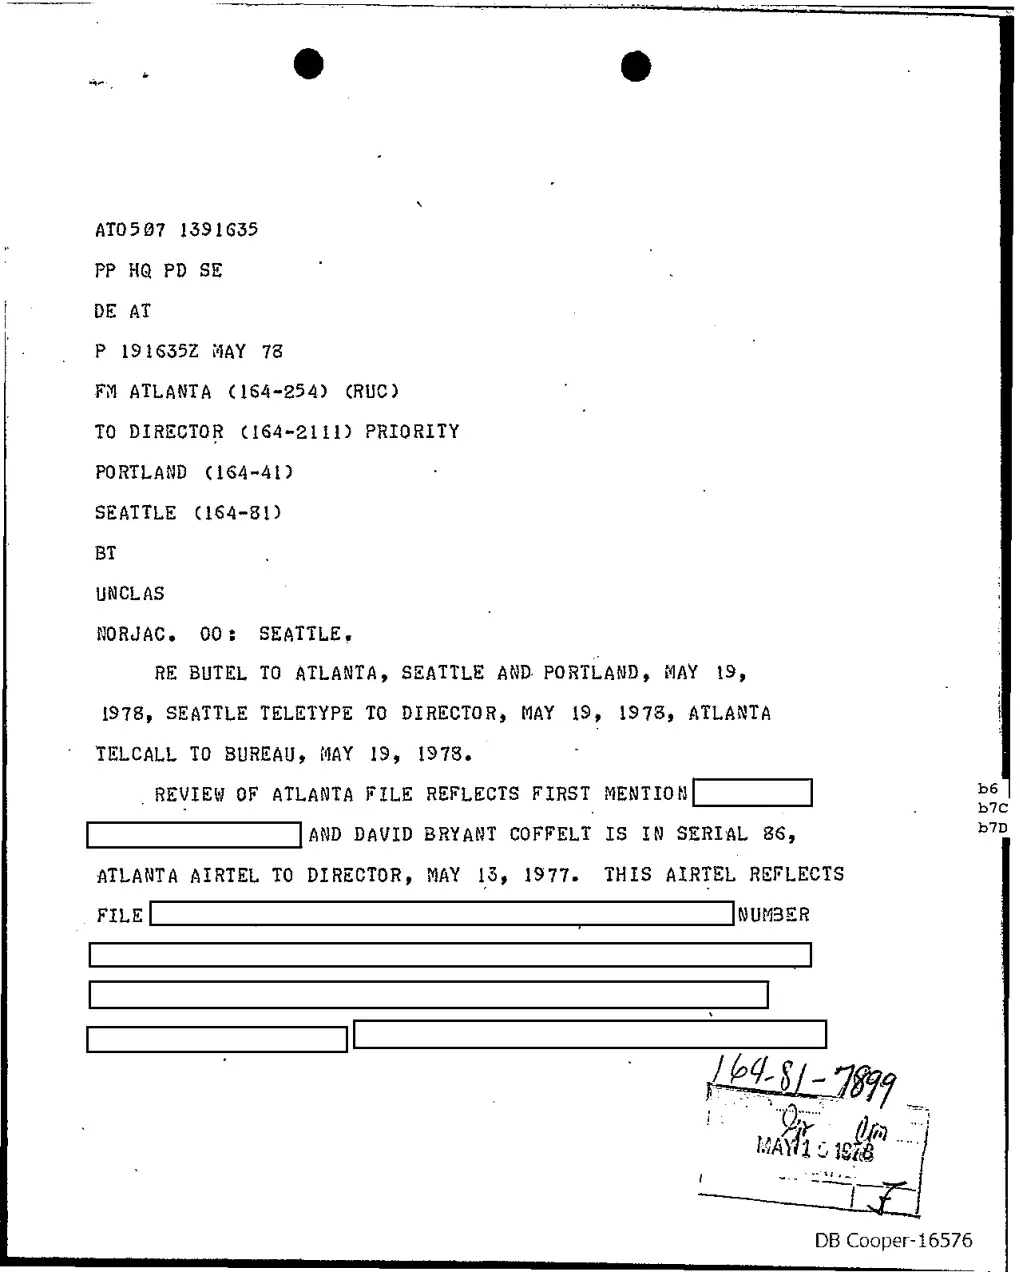 AT0507 1391635
PP HQ PD SE
DE AT
P 191635Z MAY 78
FM ATLANTA (164-254) (RUC)
TO DIRECTOR (164-2111) PRIORITY
PORTLAND (164-41)
SEATTLE (164-81)
BT
UNCLAS
NORJAC. OO: SEATTLE.
RE BUTEL TO ATLANTA, SEATTLE AND PORTLAND, MAY 19,
1978, SEATTLE TELETYPE TO DIRECTOR, MAY 19, 1978, ATLANTA
TELCALL TO BUREAU, MAY 19, 1978.
REVIEW OF ATLANTA FILE REFLECTS FIRST MENTION
b6
b7C
AND DAVID BRYANT COFFELT IS IN SERIAL 86,
b7D
ATLANTA AIRTEL TO DIRECTOR, MAY 13, 1977. THIS AIRTEL REFLECTS
FILE NUMBER
164-81-7899
MAY 1 1978
DB Cooper-16576